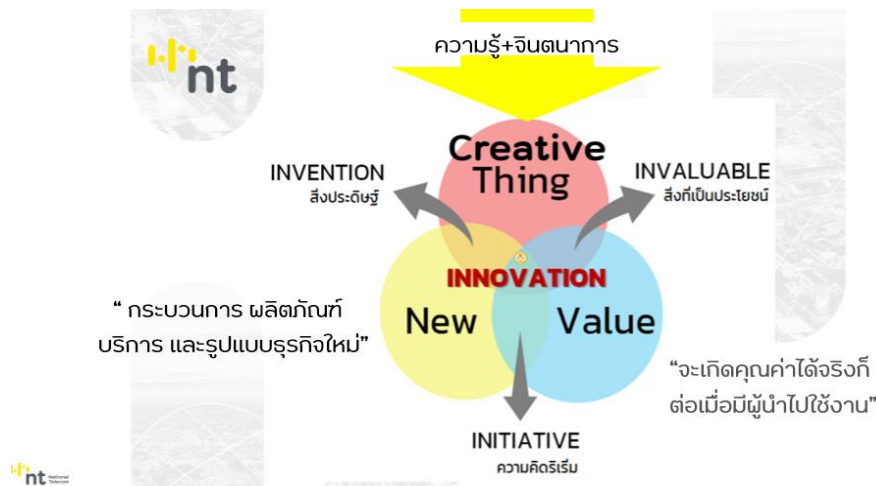 nt
ความรู้+จินตนาการ
Creative
Thing
INVENTION
สิ่งประดิษฐ์
INVALUABLE
สิ่งที่เป็นประโยชน์
INNOVATION
New
Value
“ กระบวนการ ผลิตภัณฑ์
บริการ และรูปแบบธุรกิจใหม่”
“จะเกิดคุณค่าได้จริงก็
ต่อเมื่อมีผู้นำไปใช้งาน”
INITIATIVE
ความคิดริเริ่ม
nt National
Telecom